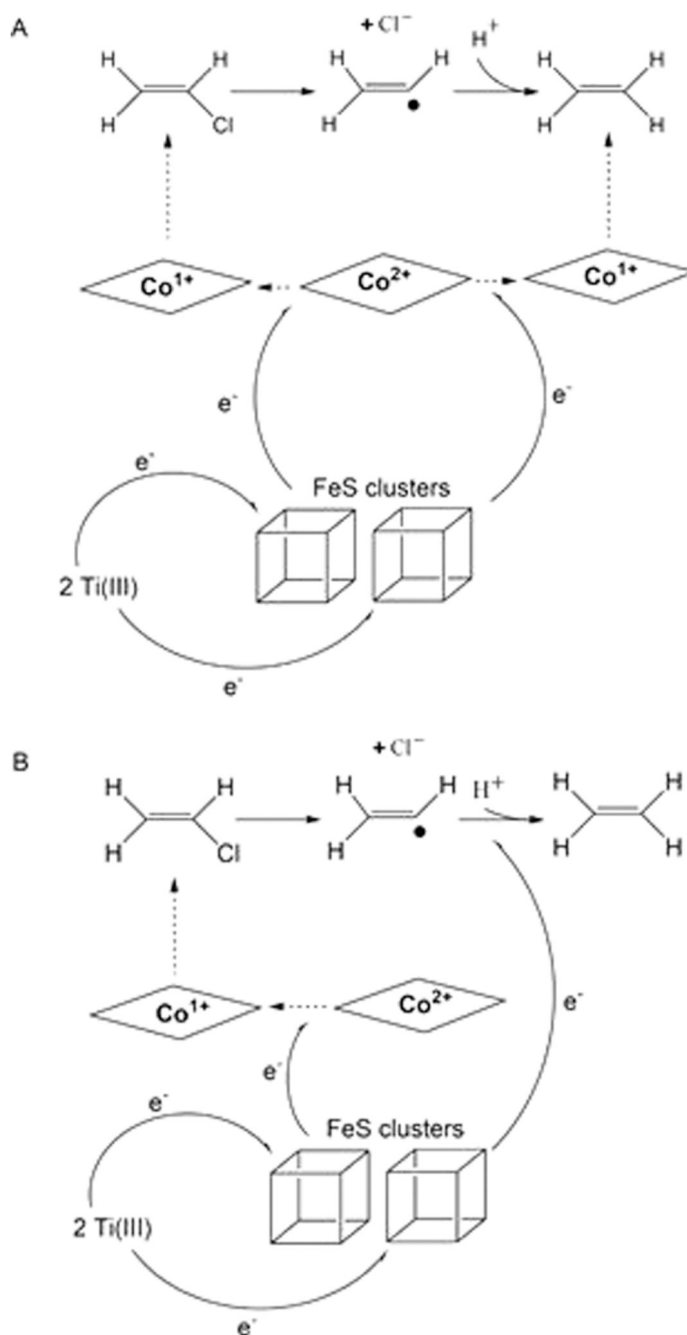 A
+ Cl⁻
H H H H H⁺ H H
H Cl H H H
Co¹⁺ Co²⁺ Co¹⁺
e⁻ e⁻
e⁻ FeS clusters
2 Ti(III)
e⁻
B
+ Cl⁻
H H H H H⁺ H H
H Cl H H H
Co¹⁺ Co²⁺
e⁻
e⁻
e⁻ FeS clusters
2 Ti(III)
e⁻